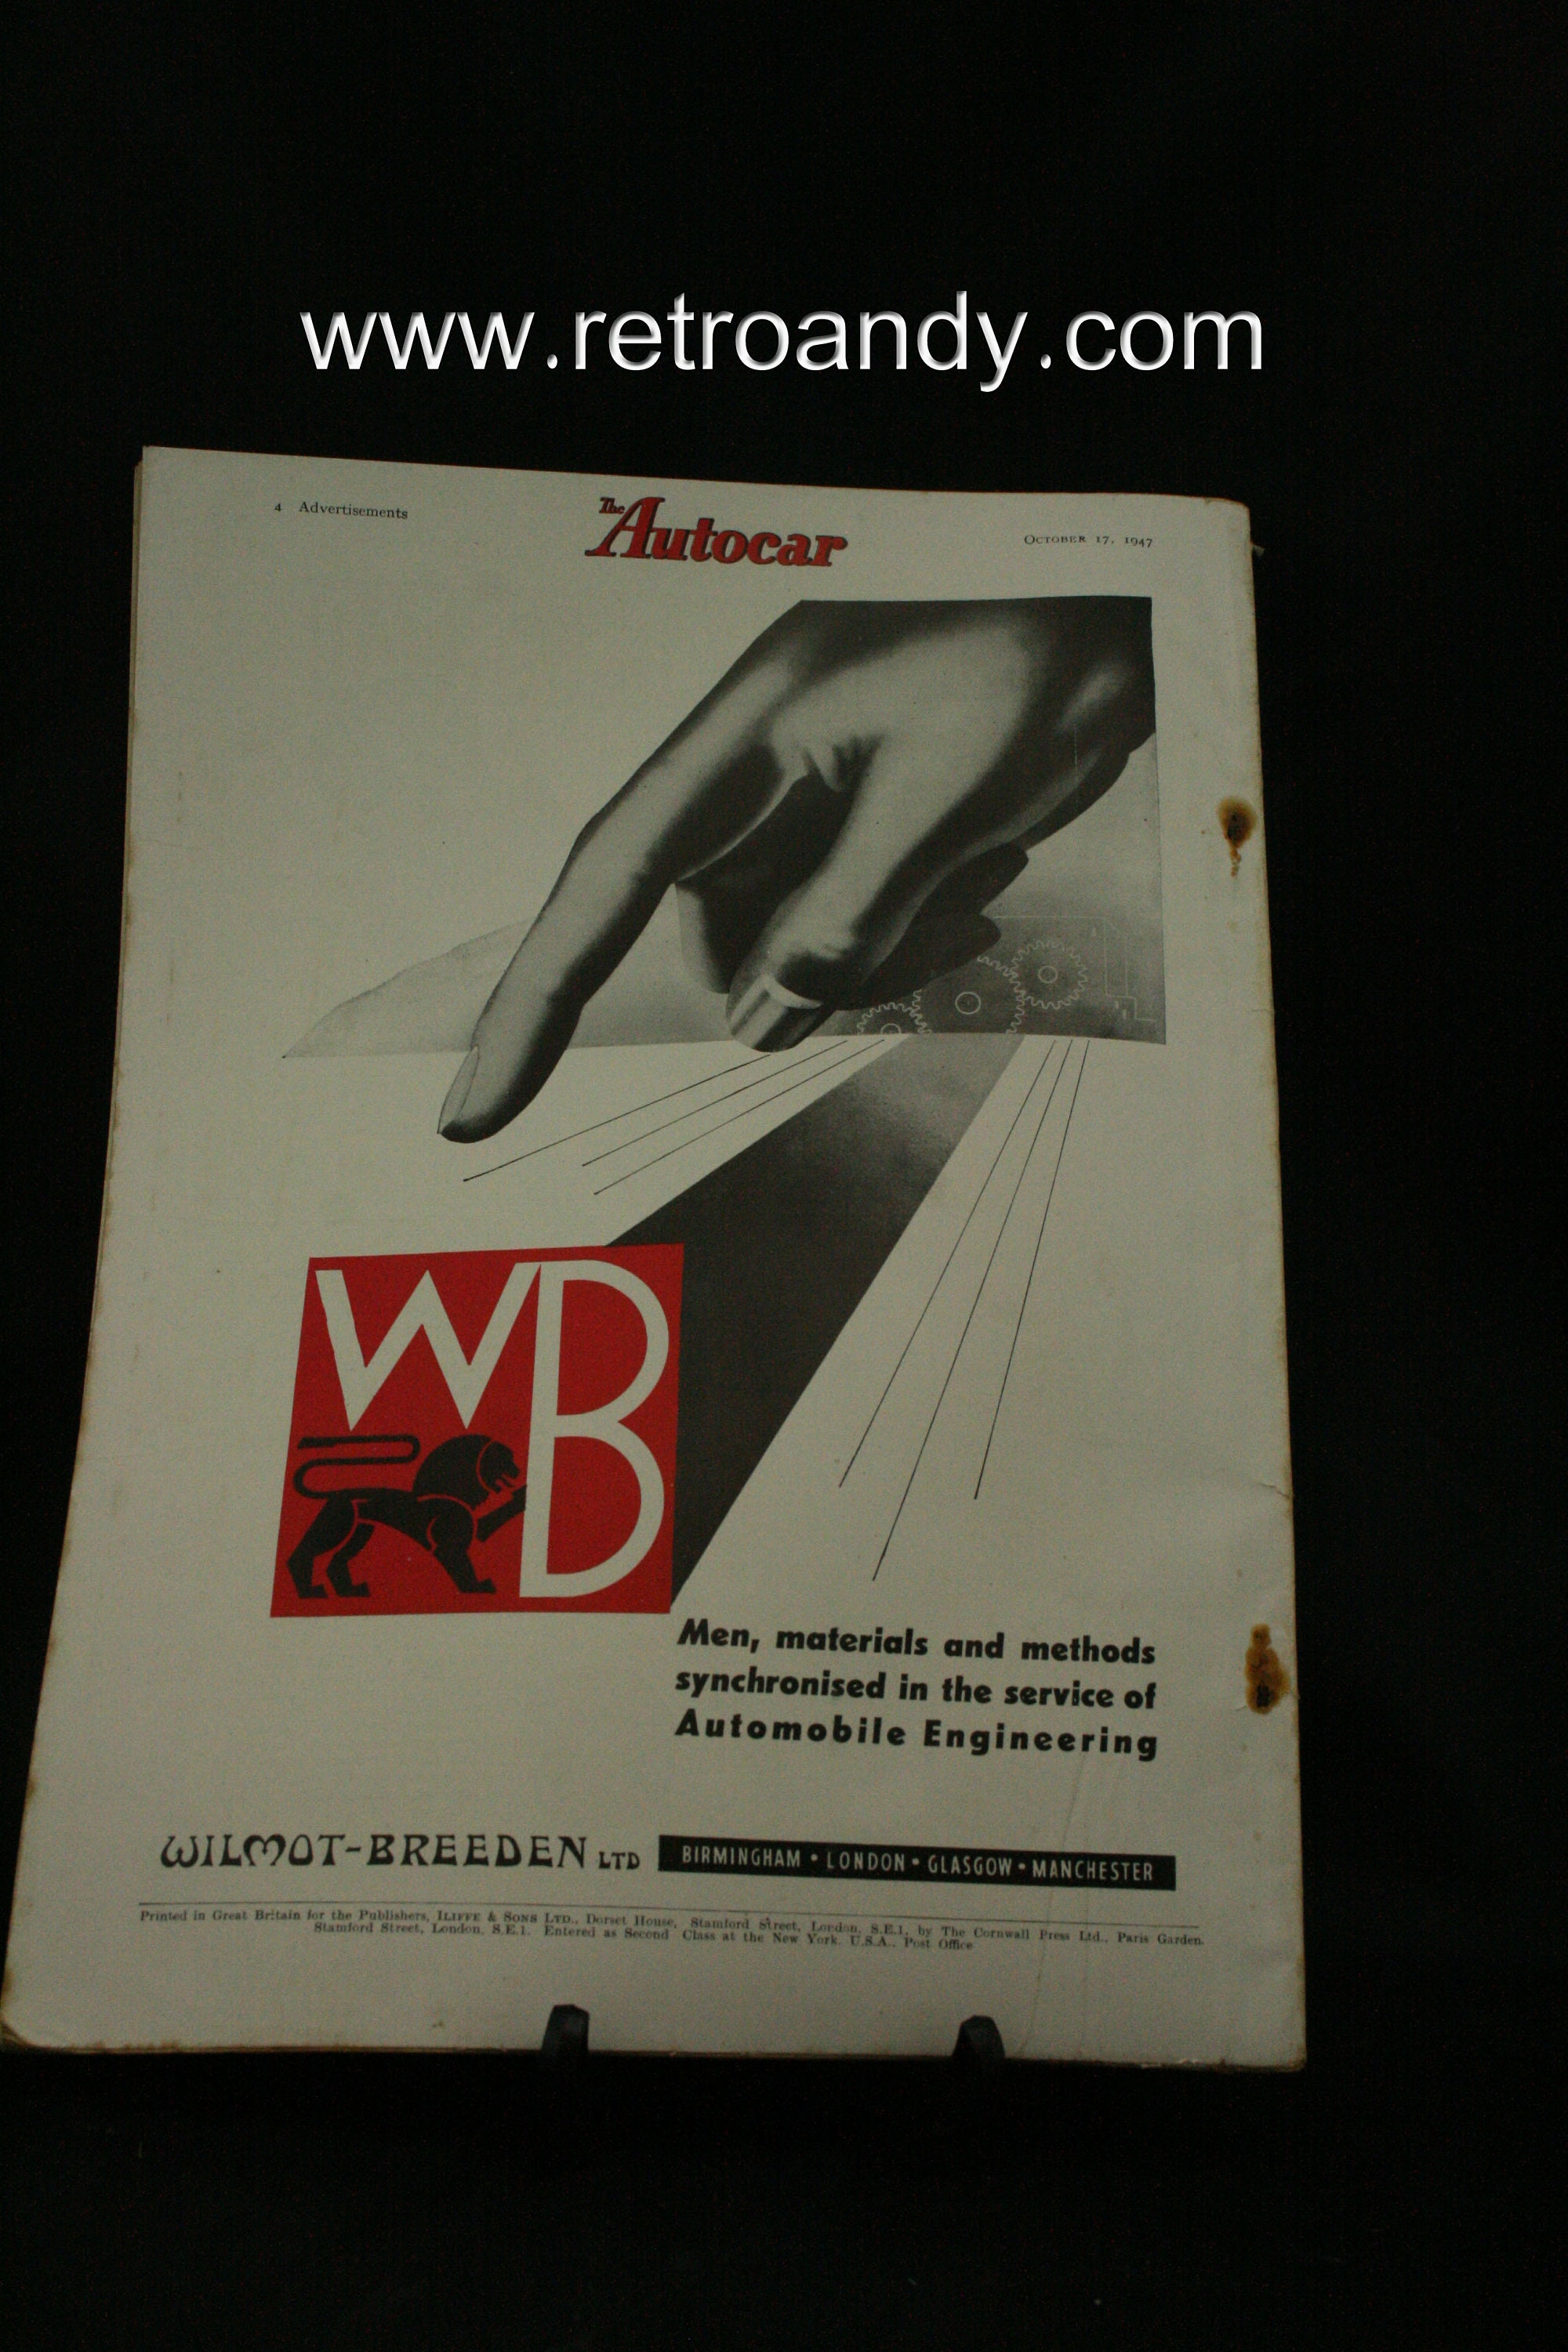 www.retroandy.com
4 Advertisements
The Autocar
October 17, 1947
WB
Men, materials and methods
synchronised in the service of
Automobile Engineering
WILMOT-BREEDEN LTD
BIRMINGHAM • LONDON • GLASGOW • MANCHESTER
Printed in Great Britain for the Publishers, ILIFFE & SONS LTD., Dorset House, Stamford Street, London, S.E.1, by The Cornwall Press Ltd., Paris Garden.
Stamford Street, London, S.E.1. Entered as Second Class at the New York, U.S.A., Post Office